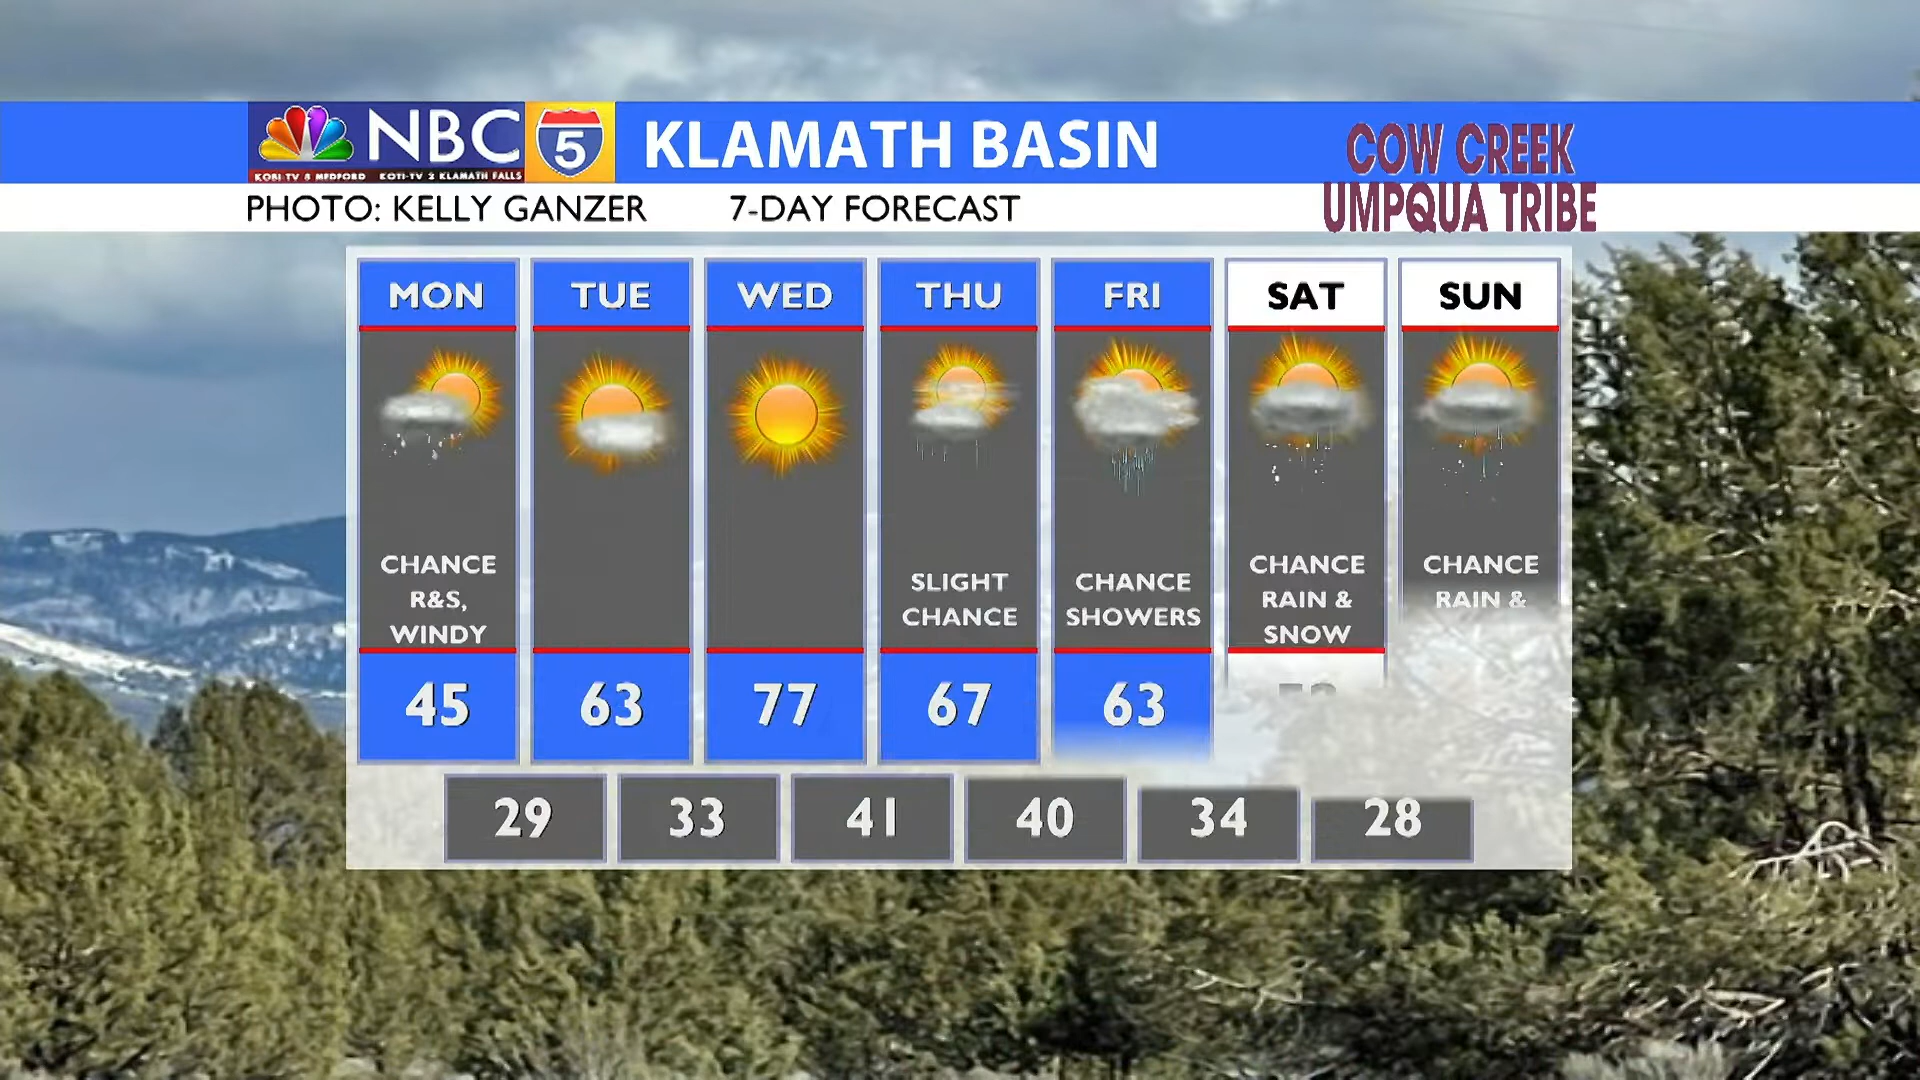 NBC 5
KOBI-TV 5 MEDFORD KOTI-TV 2 KLAMATH FALLS
KLAMATH BASIN
COW CREEK
UMPQUA TRIBE
PHOTO: KELLY GANZER 7-DAY FORECAST
MON TUE WED THU FRI SAT SUN
CHANCE
R&S,
WINDY
SLIGHT
CHANCE
CHANCE
SHOWERS
CHANCE
RAIN &
SNOW
CHANCE
RAIN &
45 63 77 67 63
29 33 41 40 34 28